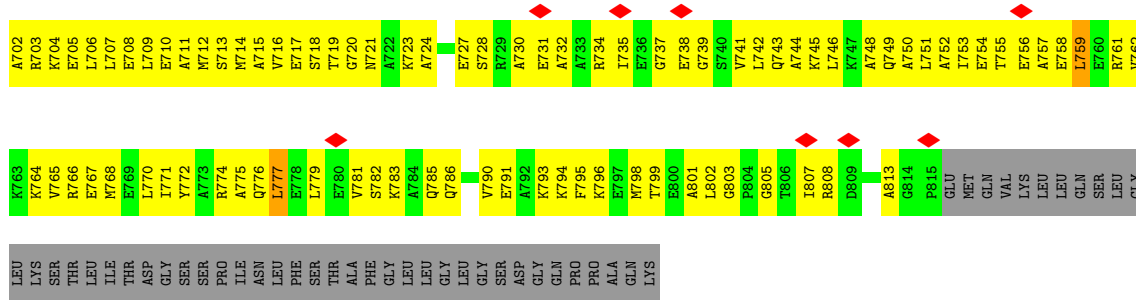 A702 R703 K704 E705 L706 L707 E708 L709 E710 A711 M712 S713 M714 A715 V716 E717 S718 T719 G720 N721 A722 K723 A724 E727 S728 R729 A730 E731 A732 A733 R734 I735 E736 G737 E738 G739 S740 V741 L742 Q743 A744 K745 L746 K747 A748 Q749 A750 L751 A752 I753 E754 T755 E756 A757 E758 L759 E760 R761 V762
K763 K764 V765 R766 E767 M768 E769 L770 I771 Y772 A773 R774 A775 Q776 L777 E778 L779 E780 V781 S782 K783 A784 Q785 Q786 V790 E791 A792 K793 K794 F795 K796 E797 M798 T799 E800 A801 L802 G803 P804 G805 T806 I807 R808 D809 A813 G814 P815 GLU MET GLN VAL LYS LEU LEU GLN SER LEU GLY
LEU LYS SER THR LEU ILE THR ASP GLY SER SER PRO ILE ASN LEU PHE SER THR ALA PHE GLY LEU LEU GLY LEU GLY SER ASP GLY GLN PRO PRO ALA GLN LYS